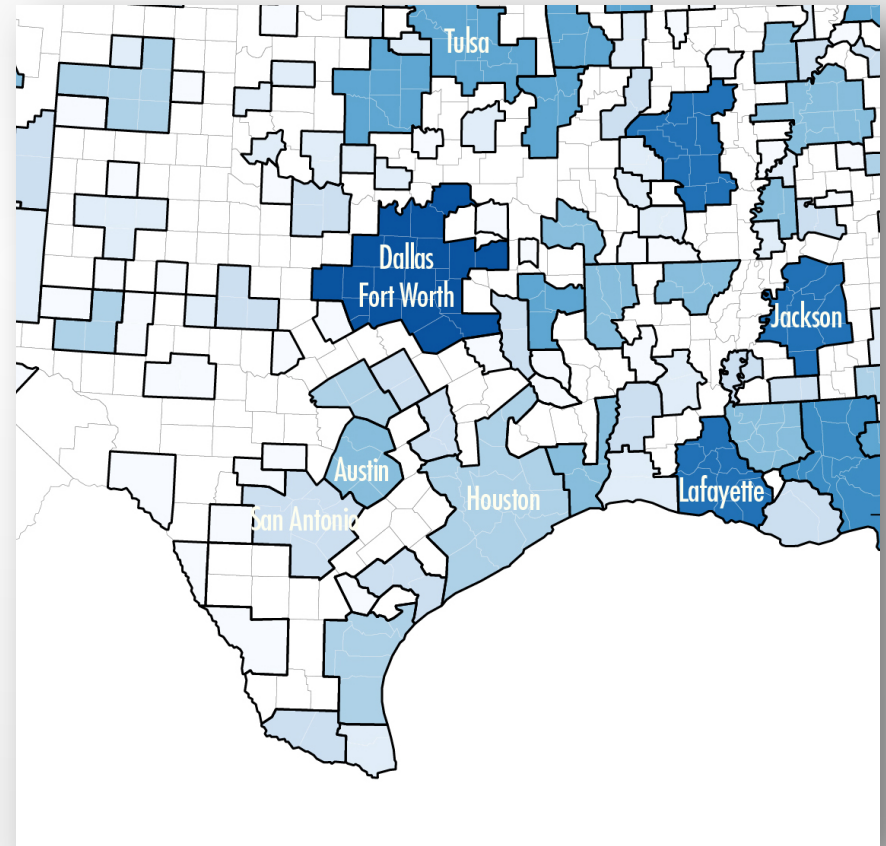 Tulsa
Dallas
Fort Worth
Jackson
Austin
Houston
Lafayette
San Antonio